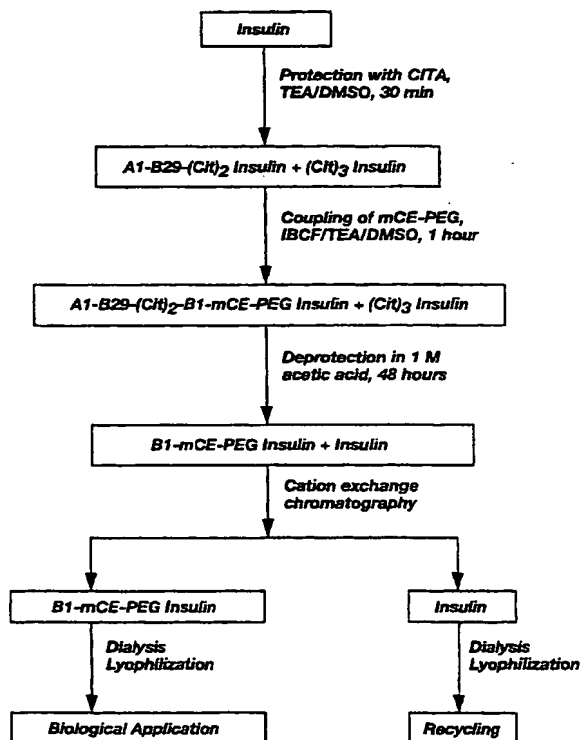 Insulin
Protection with CITA,
TEA/DMSO, 30 min
A1-B29-(Cit)2 Insulin + (Cit)3 Insulin
Coupling of mCE-PEG,
IBCF/TEA/DMSO, 1 hour
A1-B29-(Cit)2-B1-mCE-PEG Insulin + (Cit)3 Insulin
Deprotection in 1 M
acetic acid, 48 hours
B1-mCE-PEG Insulin + Insulin
Cation exchange
chromatography
B1-mCE-PEG Insulin
Insulin
Dialysis
Lyophilization
Dialysis
Lyophilization
Biological Application
Recycling